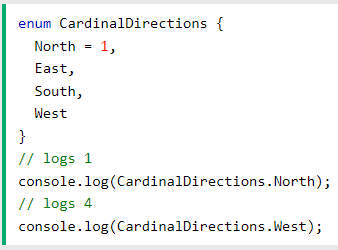 enum CardinalDirections {
  North = 1,
  East,
  South,
  West
}
// logs 1
console.log(CardinalDirections.North);
// logs 4
console.log(CardinalDirections.West);